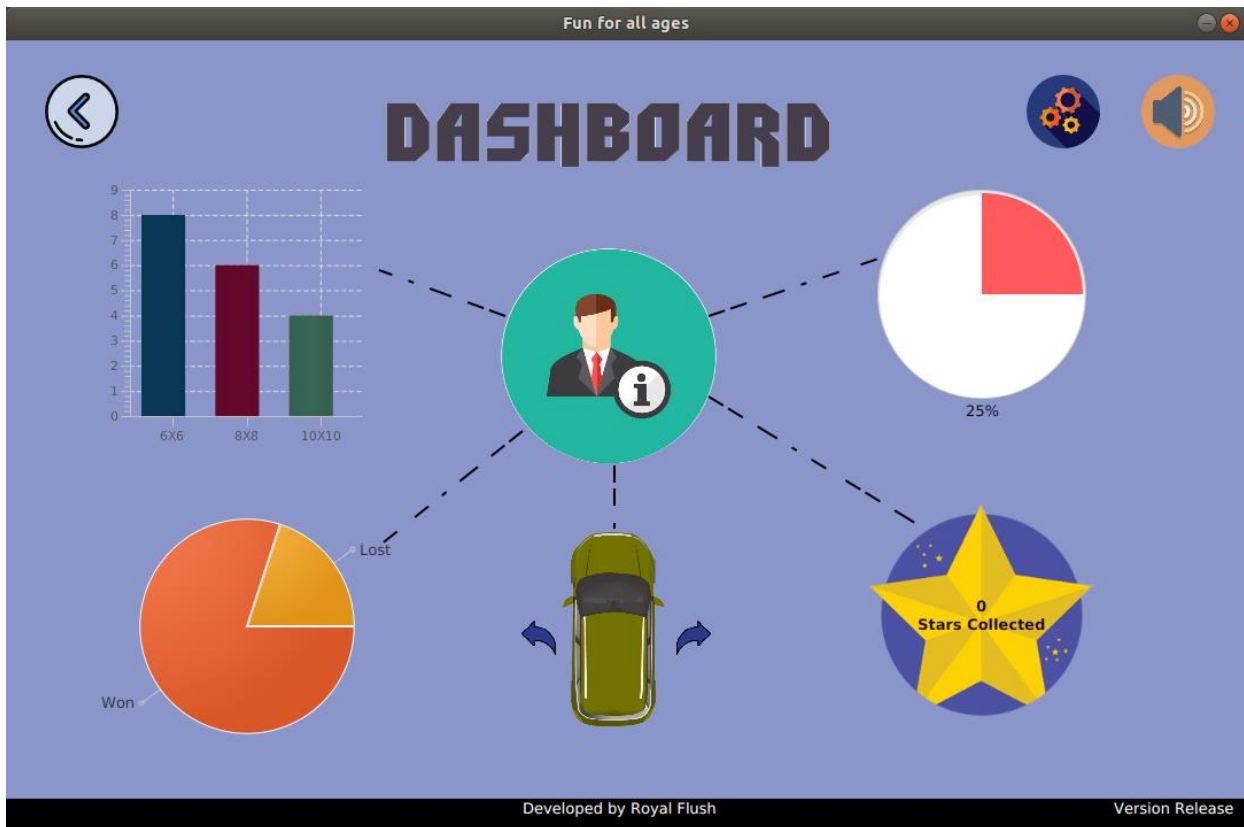 Fun for all ages
DASHBOARD
9
8
7
6
5
4
3
2
1
0
6X6 8X8 10X10
i
25%
Lost
Won
0
Stars Collected
Developed by Royal Flush
Version Release